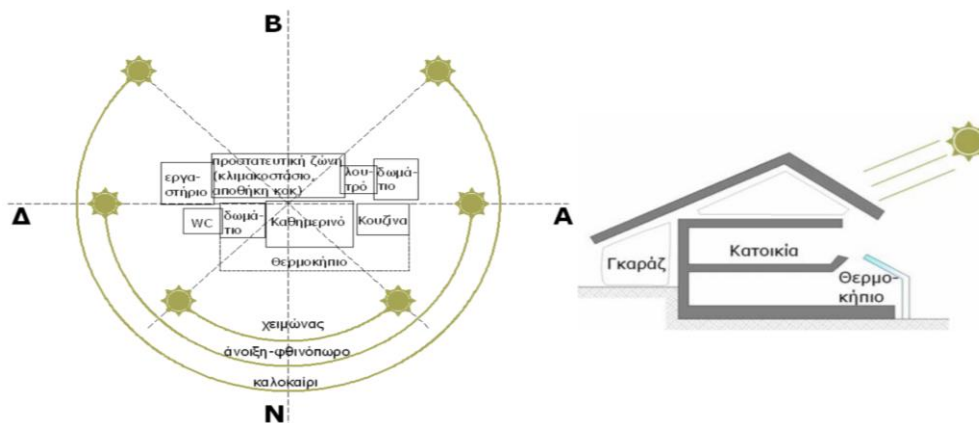 Β
προστατευτική ζώνη
(κλιμακοστάσιο,
αποθήκη κακ)
εργα-
στήριο
λου-
τρό
δωμά-
τιο
Δ
Α
WC
δωμά-
τιο
Καθημερινό
Κουζίνα
Θερμοκήπιο
χειμώνας
άνοιξη-φθινόπωρο
καλοκαίρι
Ν
Γκαράζ
Κατοικία
Θερμο-
κήπιο